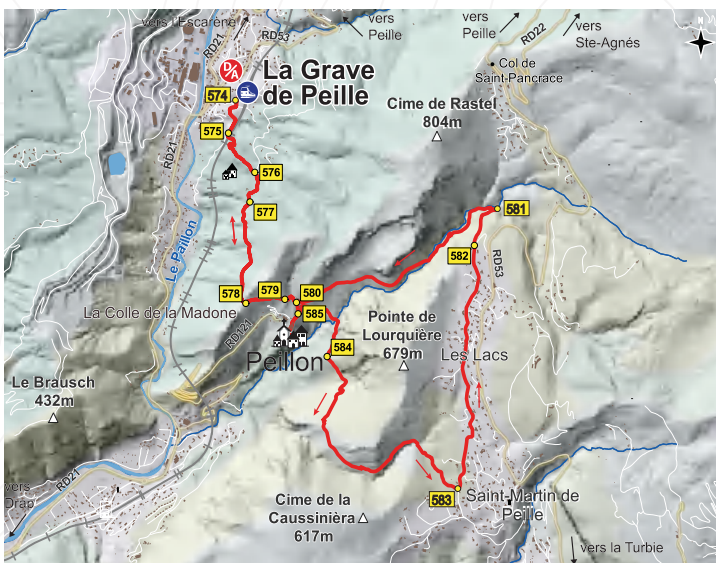 vers l'Escarène
RD21
RD53
vers
Peille
vers
Peille
RD22
vers
Ste-Agnés
N
D/A
La Grave
de Peille
574
Col de
Saint-Pancrace
Cime de Rastel
804m
575
RD21
576
577
581
Le Paillon
582
RD53
578
579
580
585
La Colle de la Madone
RD121
Pointe de
Lourquière
679m
584
Peillon
Les Lacs
Le Brausch
432m
vers
Drap
RD21
583
Saint-Martin de
Peille
Cime de la
Caussinièra
617m
vers la Turbie